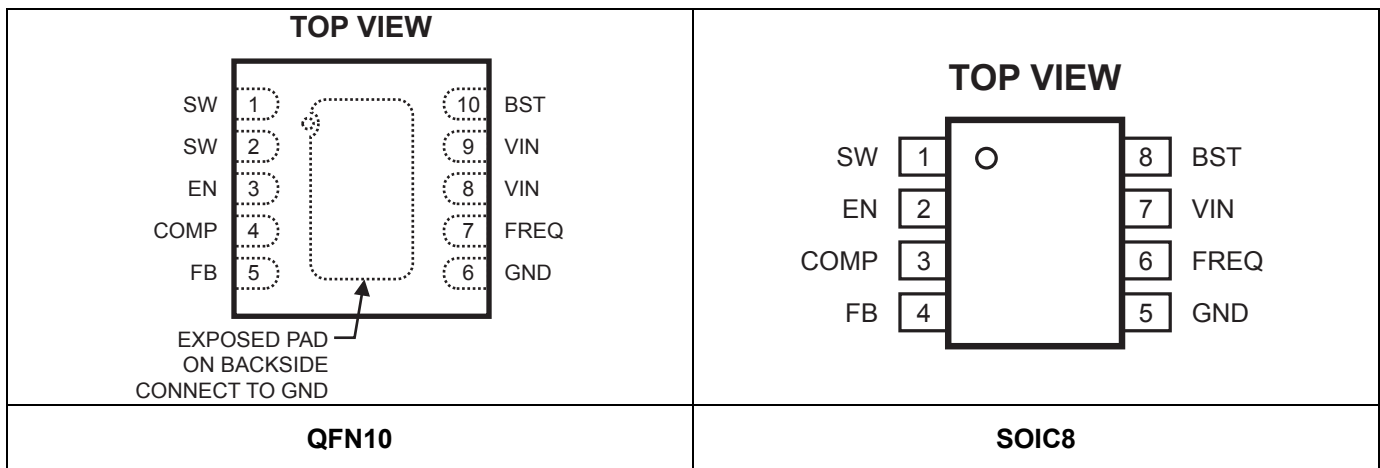 TOP VIEW
SW 1 10 BST
SW 2 9 VIN
EN 3 8 VIN
COMP 4 7 FREQ
FB 5 6 GND
EXPOSED PAD
ON BACKSIDE
CONNECT TO GND
QFN10
TOP VIEW
SW 1 8 BST
EN 2 7 VIN
COMP 3 6 FREQ
FB 4 5 GND
SOIC8